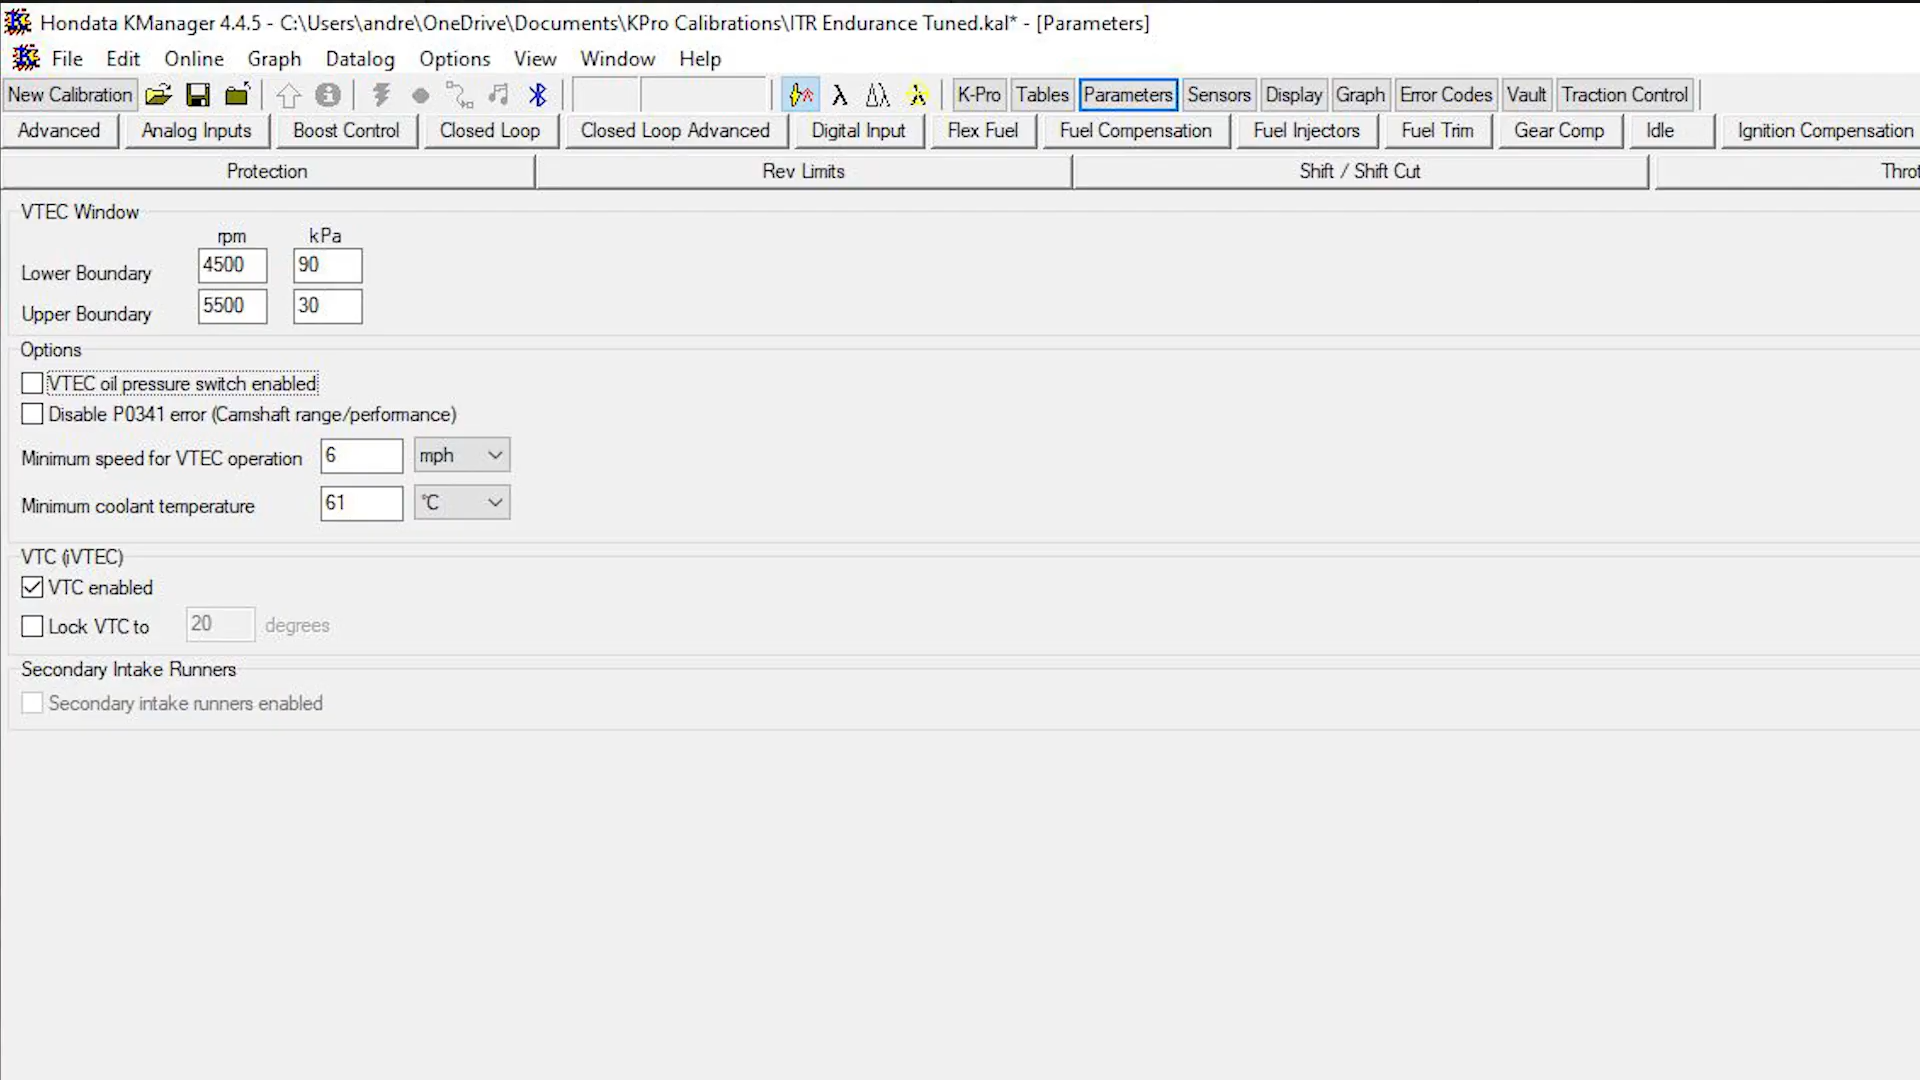 Hondata KManager 4.4.5 - C:\Users\andre\OneDrive\Documents\KPro Calibrations\ITR Endurance Tuned.kal* - [Parameters]
File Edit Online Graph Datalog Options View Window Help
New Calibration K-Pro Tables Parameters Sensors Display Graph Error Codes Vault Traction Control
Advanced Analog Inputs Boost Control Closed Loop Closed Loop Advanced Digital Input Flex Fuel Fuel Compensation Fuel Injectors Fuel Trim Gear Comp Idle Ignition Compensation
Protection Rev Limits Shift / Shift Cut Throt
VTEC Window
rpm kPa
Lower Boundary 4500 90
Upper Boundary 5500 30
Options
VTEC oil pressure switch enabled
Disable P0341 error (Camshaft range/performance)
Minimum speed for VTEC operation 6 mph
Minimum coolant temperature 61 °C
VTC (iVTEC)
VTC enabled
Lock VTC to 20 degrees
Secondary Intake Runners
Secondary intake runners enabled